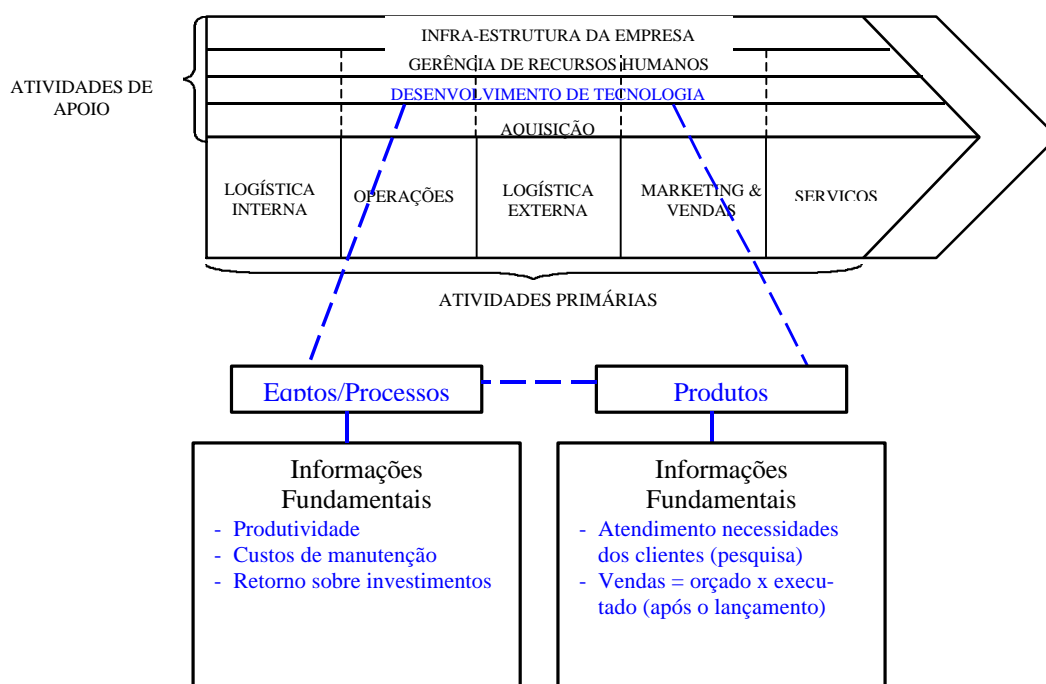 INFRA-ESTRUTURA DA EMPRESA
GERÊNCIA DE RECURSOS HUMANOS
ATIVIDADES DE
APOIO
DESENVOLVIMENTO DE TECNOLOGIA
AQUISIÇÃO
LOGÍSTICA
INTERNA
OPERAÇÕES
LOGÍSTICA
EXTERNA
MARKETING &
VENDAS
SERVIÇOS
ATIVIDADES PRIMÁRIAS
Eqptos/Processos
Produtos
Informações
Fundamentais
- Produtividade
- Custos de manutenção
- Retorno sobre investimentos
Informações
Fundamentais
- Atendimento necessidades
dos clientes (pesquisa)
- Vendas = orçado x execu-
tado (após o lançamento)